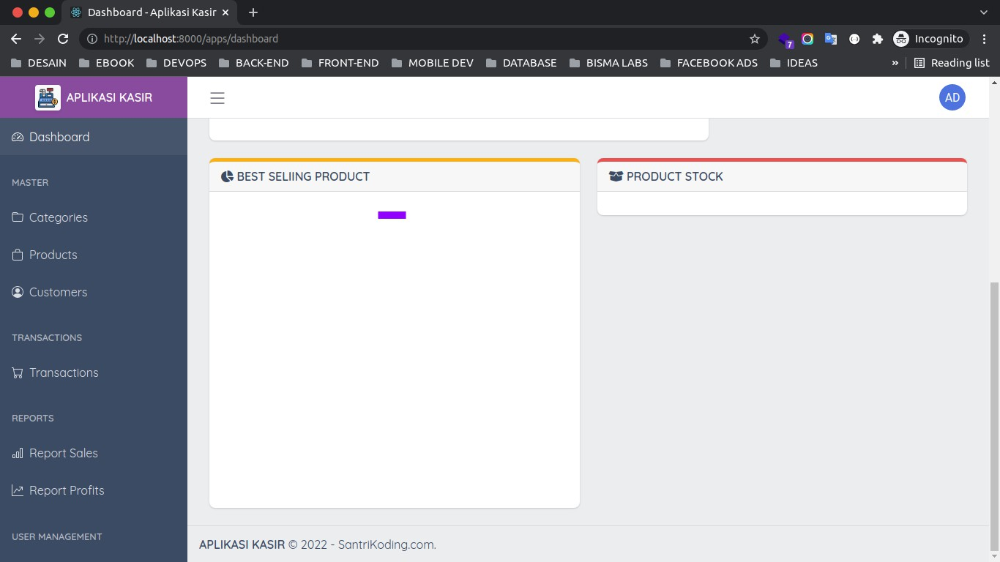 Dashboard - Aplikasi Kasir
http://localhost:8000/apps/dashboard
7
Incognito
DESAIN
EBOOK
DEVOPS
BACK-END
FRONT-END
MOBILE DEV
DATABASE
BISMA LABS
FACEBOOK ADS
IDEAS
»
Reading list
APLIKASI KASIR
AD
Dashboard
MASTER
Categories
Products
Customers
TRANSACTIONS
Transactions
REPORTS
Report Sales
Report Profits
USER MANAGEMENT
BEST SELIING PRODUCT
PRODUCT STOCK
APLIKASI KASIR © 2022 - SantriKoding.com.